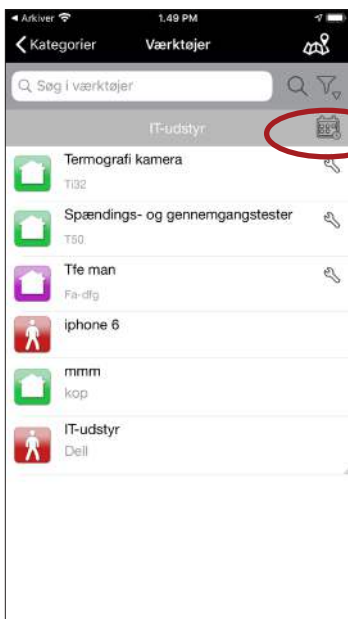 Arkiver
1.49 PM
Kategorier
Værktøjer
Søg i værktøjer
IT-udstyr
Termografi kamera
Ti32
Spændings- og gennemgangstester
T50
Tfe man
Fa-dfg
iphone 6
mmm
kop
IT-udstyr
Dell